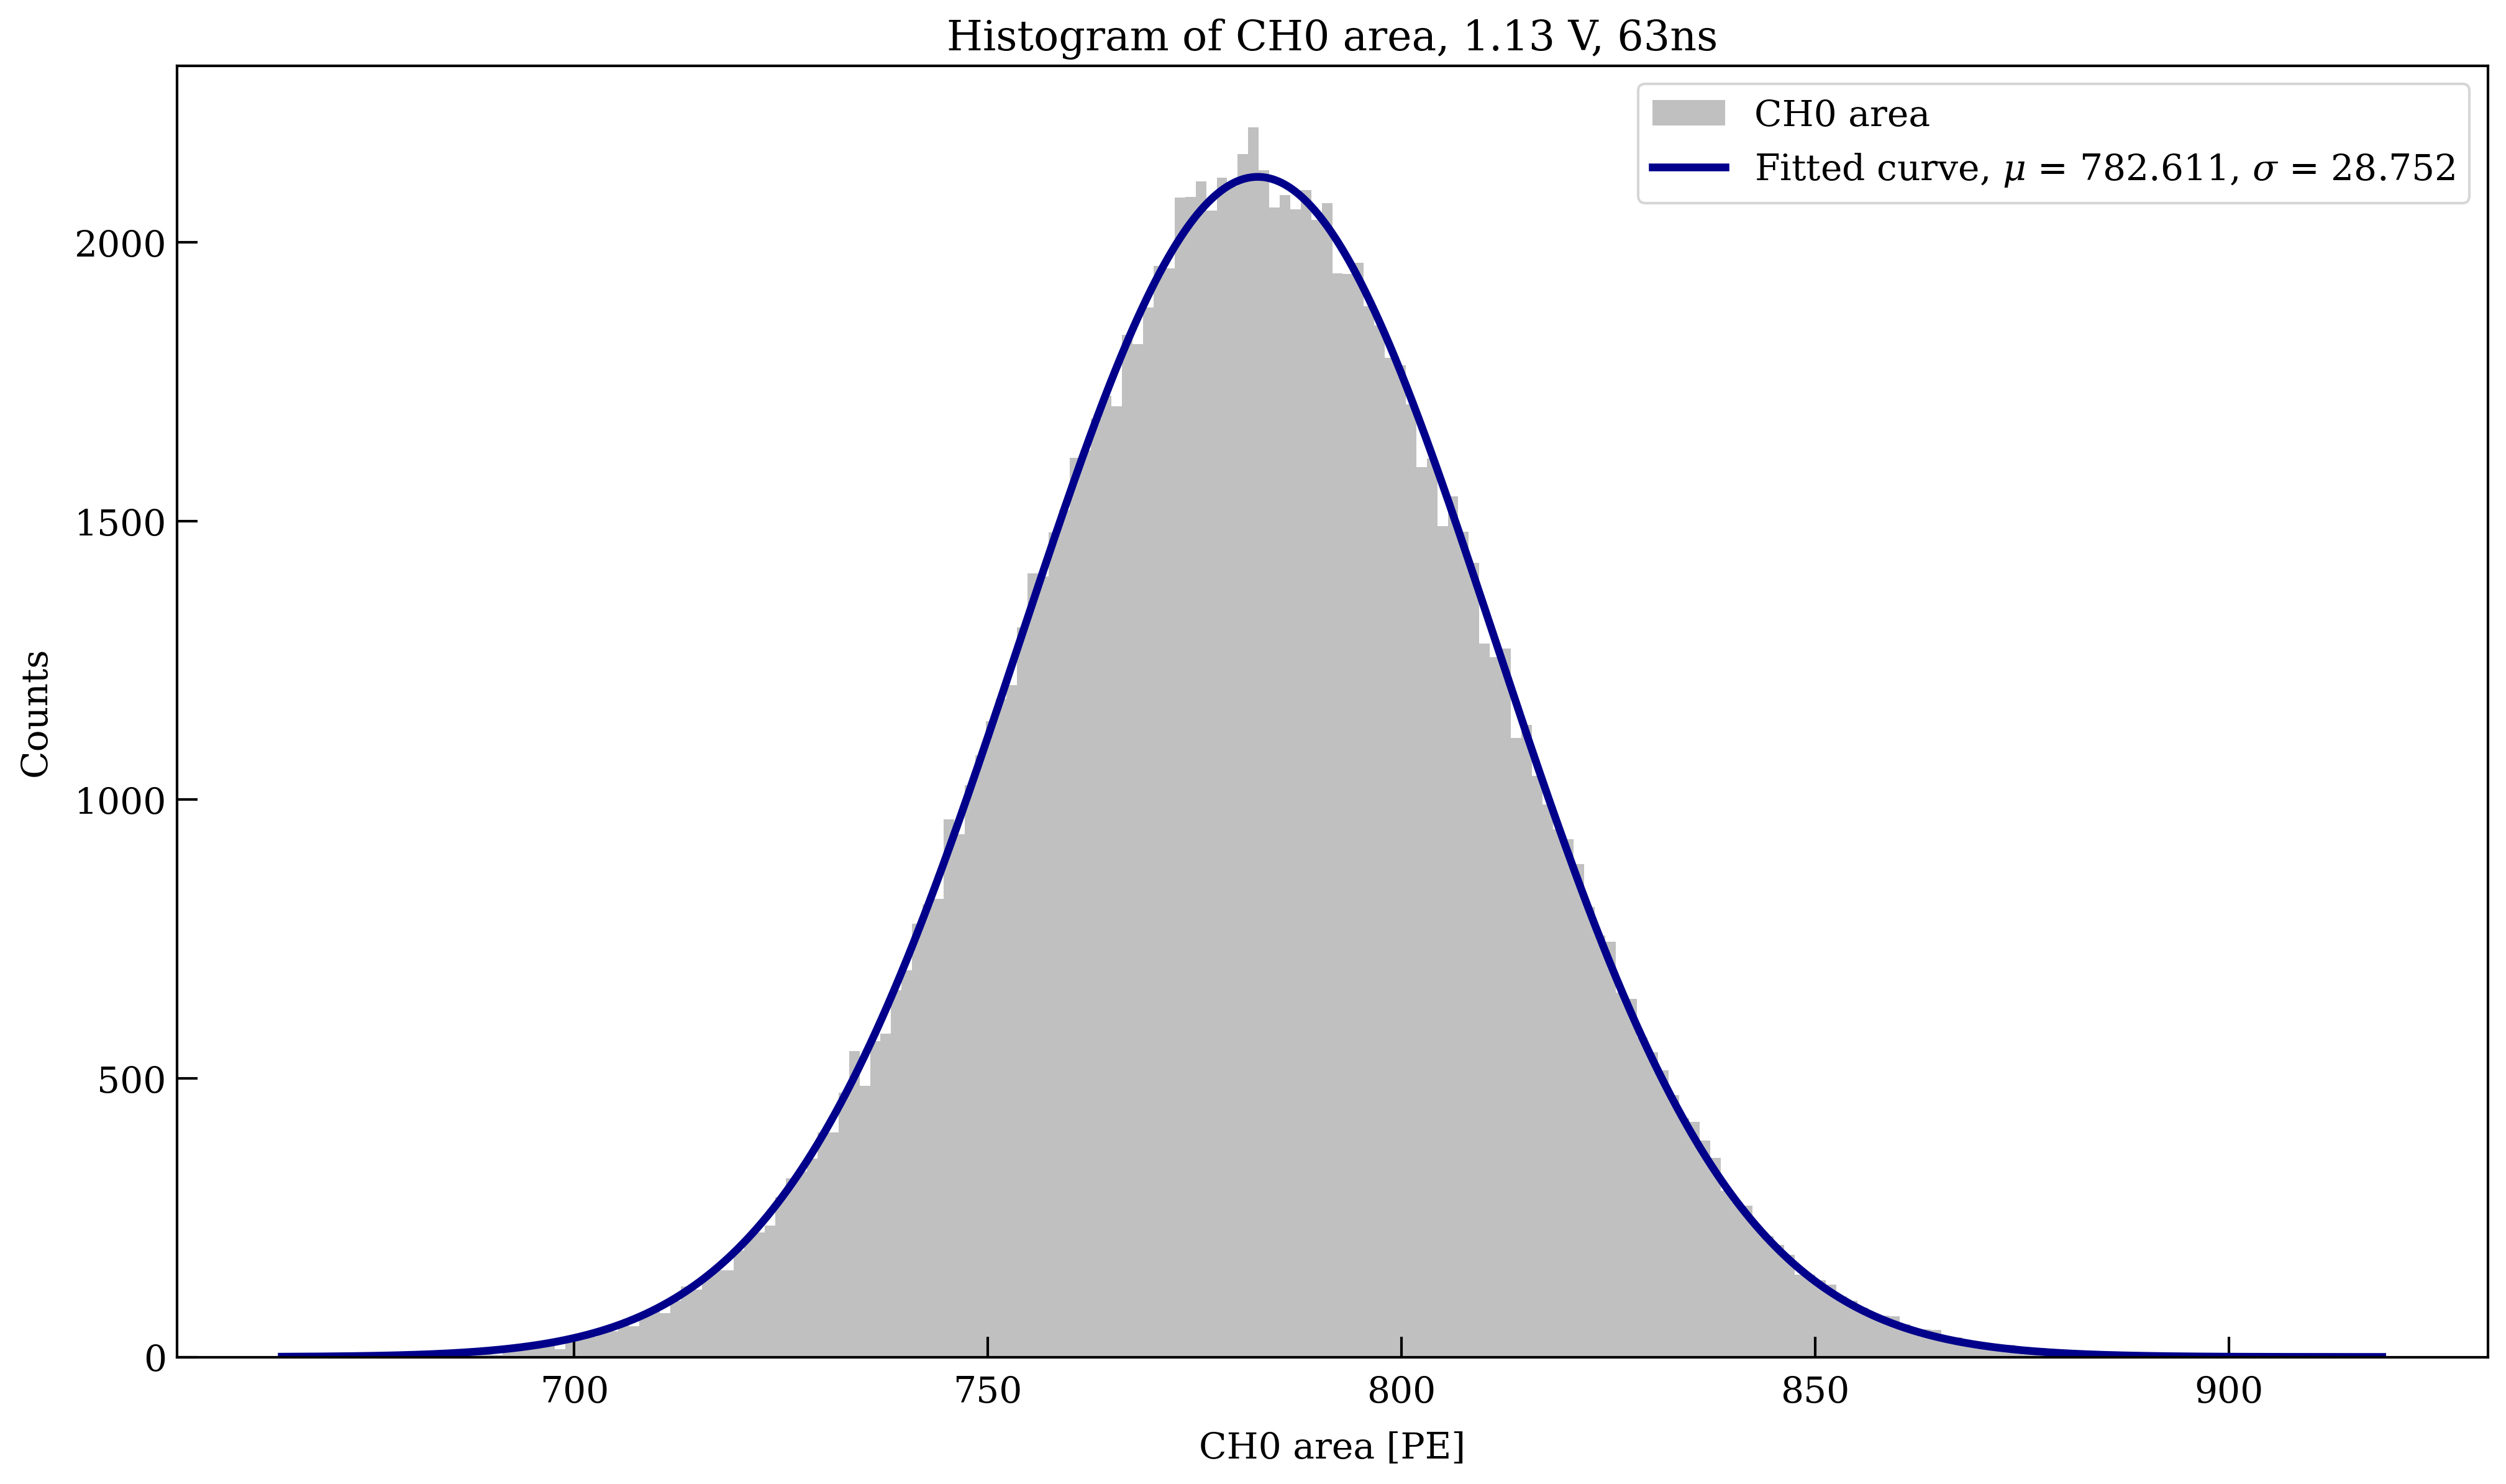 Histogram of CH0 area, 1.13 V, 63ns
CH0 area
Fitted curve, μ = 782.611, σ = 28.752
2000
1500
1000
500
0
Counts
700 750 800 850 900
CH0 area [PE]